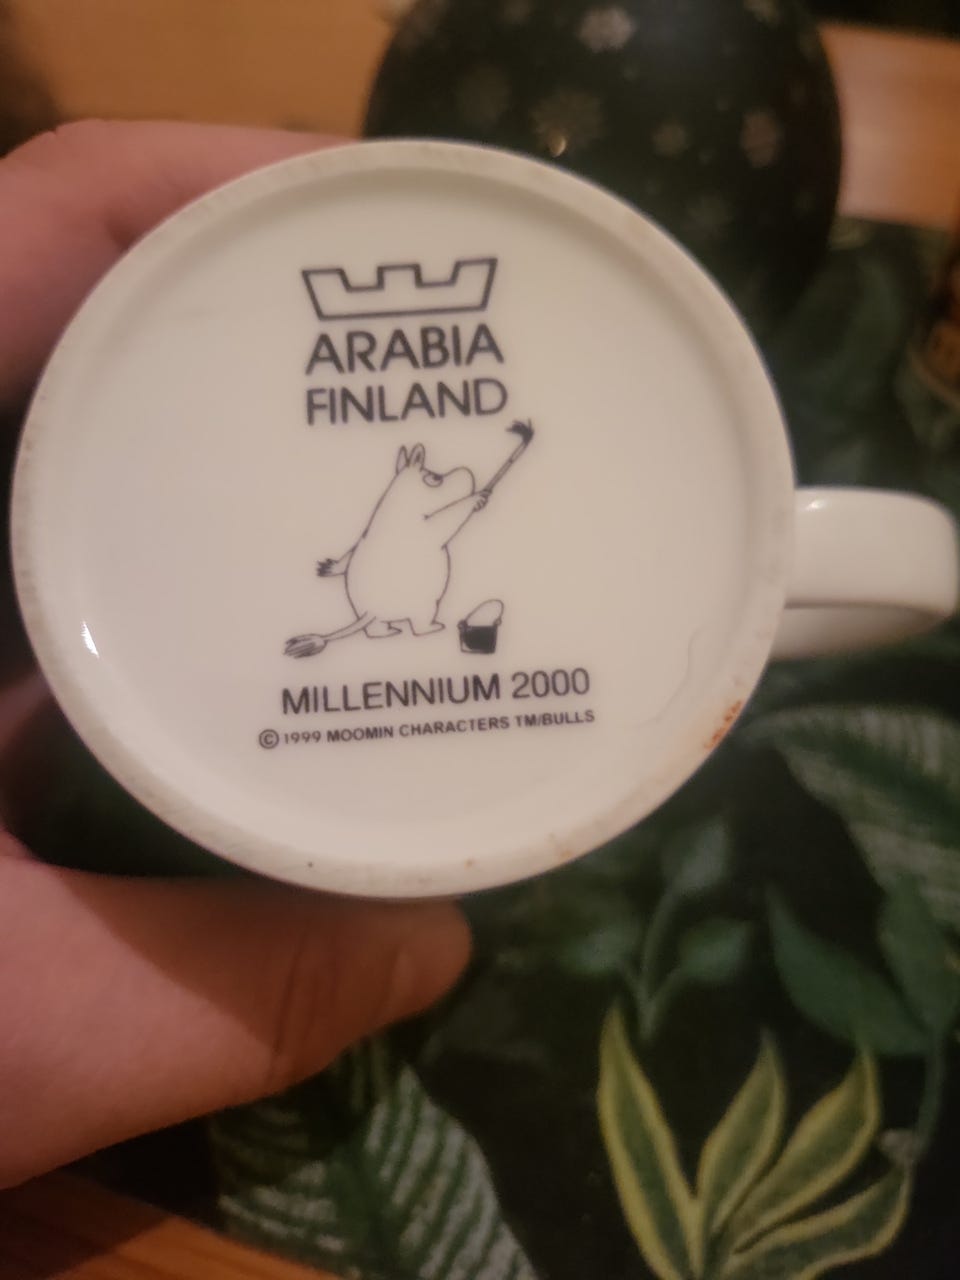 ARABIA
FINLAND
MILLENNIUM 2000
© 1999 MOOMIN CHARACTERS TM/BULLS